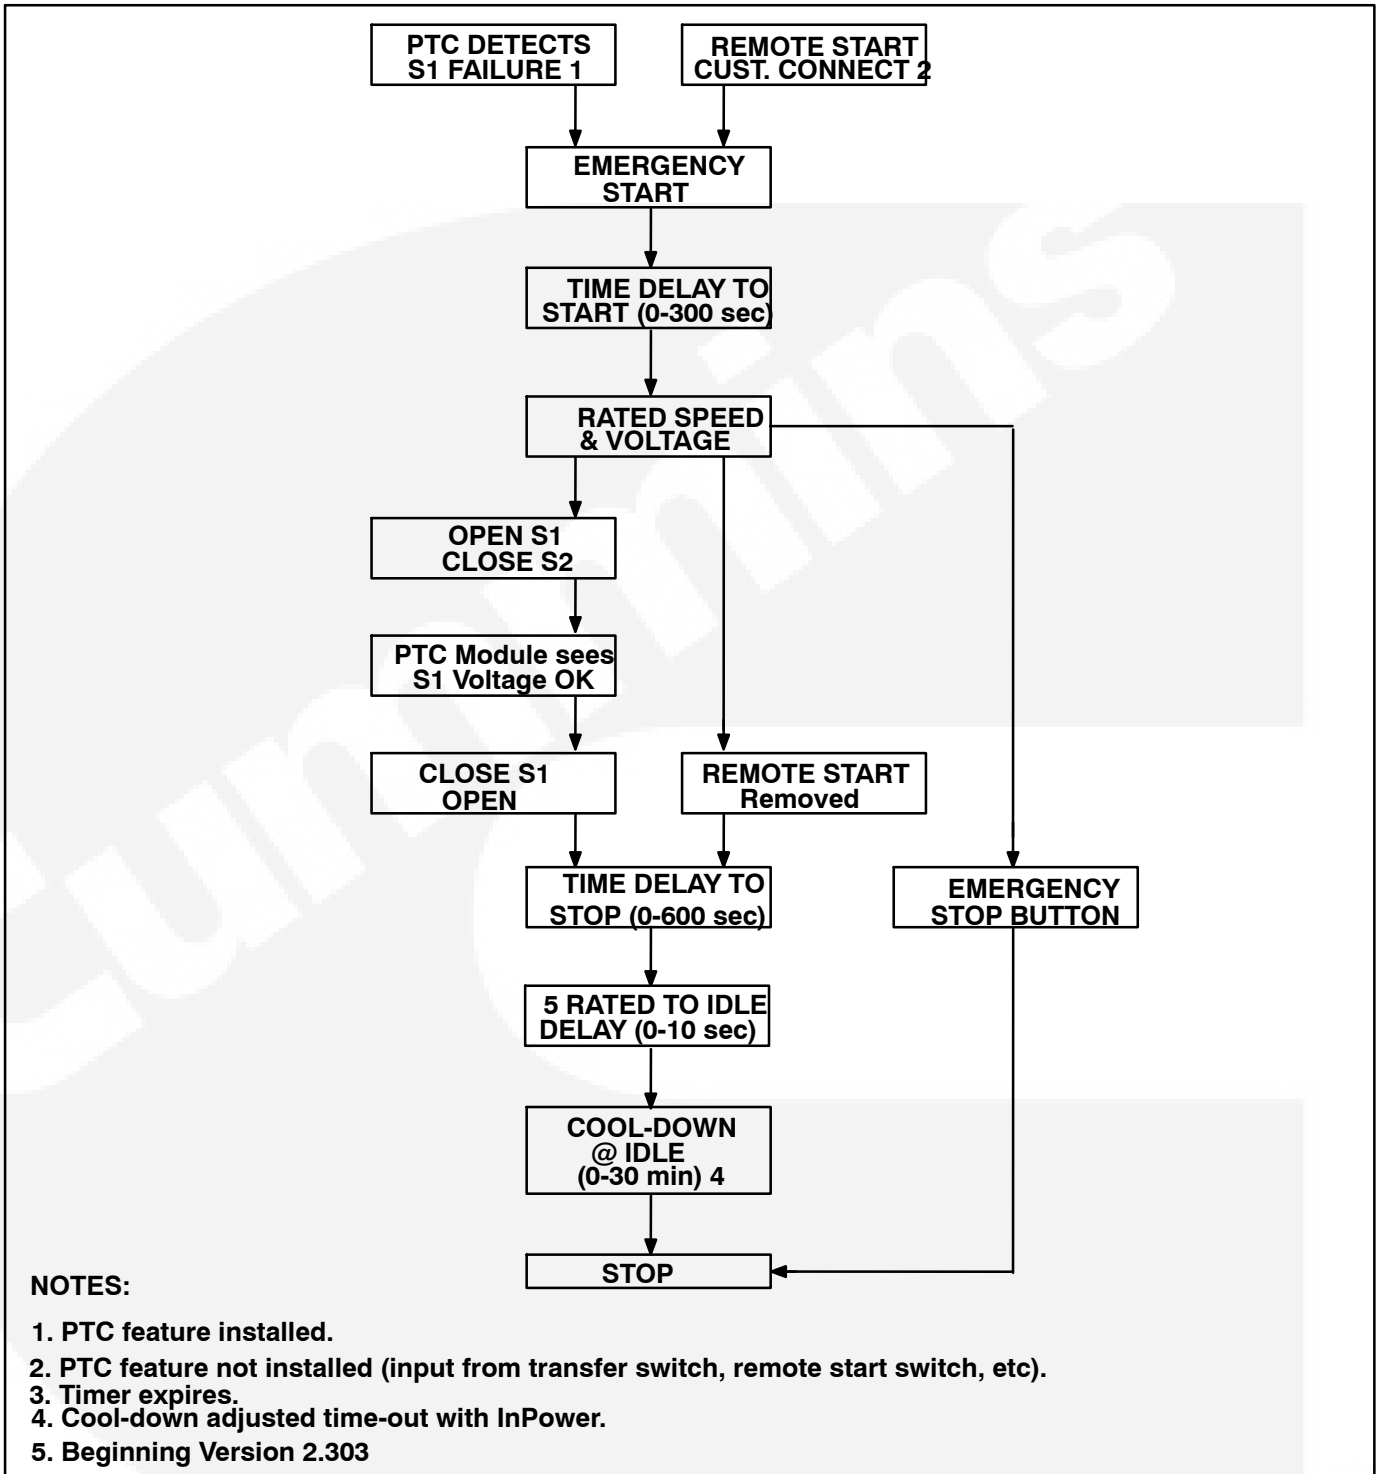 PTC DETECTS
S1 FAILURE 1
REMOTE START
CUST. CONNECT 2
EMERGENCY
START
TIME DELAY TO
START (0-300 sec)
RATED SPEED
& VOLTAGE
OPEN S1
CLOSE S2
PTC Module sees
S1 Voltage OK
CLOSE S1
OPEN
REMOTE START
Removed
TIME DELAY TO
STOP (0-600 sec)
EMERGENCY
STOP BUTTON
5 RATED TO IDLE
DELAY (0-10 sec)
COOL-DOWN
@ IDLE
(0-30 min) 4
STOP
NOTES:
1. PTC feature installed.
2. PTC feature not installed (input from transfer switch, remote start switch, etc).
3. Timer expires.
4. Cool-down adjusted time-out with InPower.
5. Beginning Version 2.303
Cummins